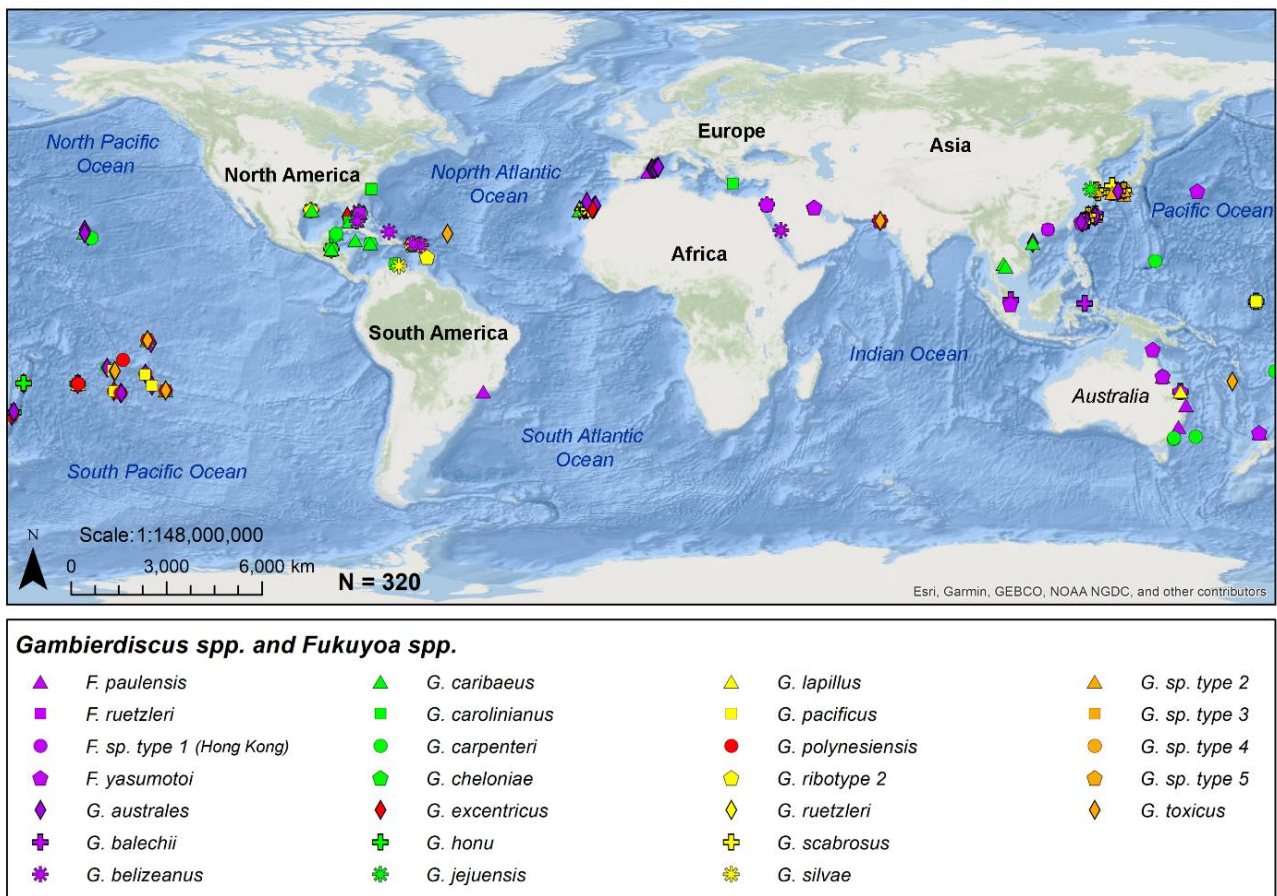 North Pacific
Ocean
North America
Noprth Atlantic
Ocean
Europe
Asia
Pacific Ocean
Africa
South America
Indian Ocean
Australia
South Atlantic
Ocean
South Pacific Ocean
N
Scale:1:148,000,000
0 3,000 6,000 km
N = 320
Esri, Garmin, GEBCO, NOAA NGDC, and other contributors
Gambierdiscus spp. and Fukuyoa spp.
F. paulensis
F. ruetzleri
F. sp. type 1 (Hong Kong)
F. yasumotoi
G. australes
G. balechii
G. belizeanus
G. caribaeus
G. carolinianus
G. carpenteri
G. cheloniae
G. excentricus
G. honu
G. jejuensis
G. lapillus
G. pacificus
G. polynesiensis
G. ribotype 2
G. ruetzleri
G. scabrosus
G. silvae
G. sp. type 2
G. sp. type 3
G. sp. type 4
G. sp. type 5
G. toxicus